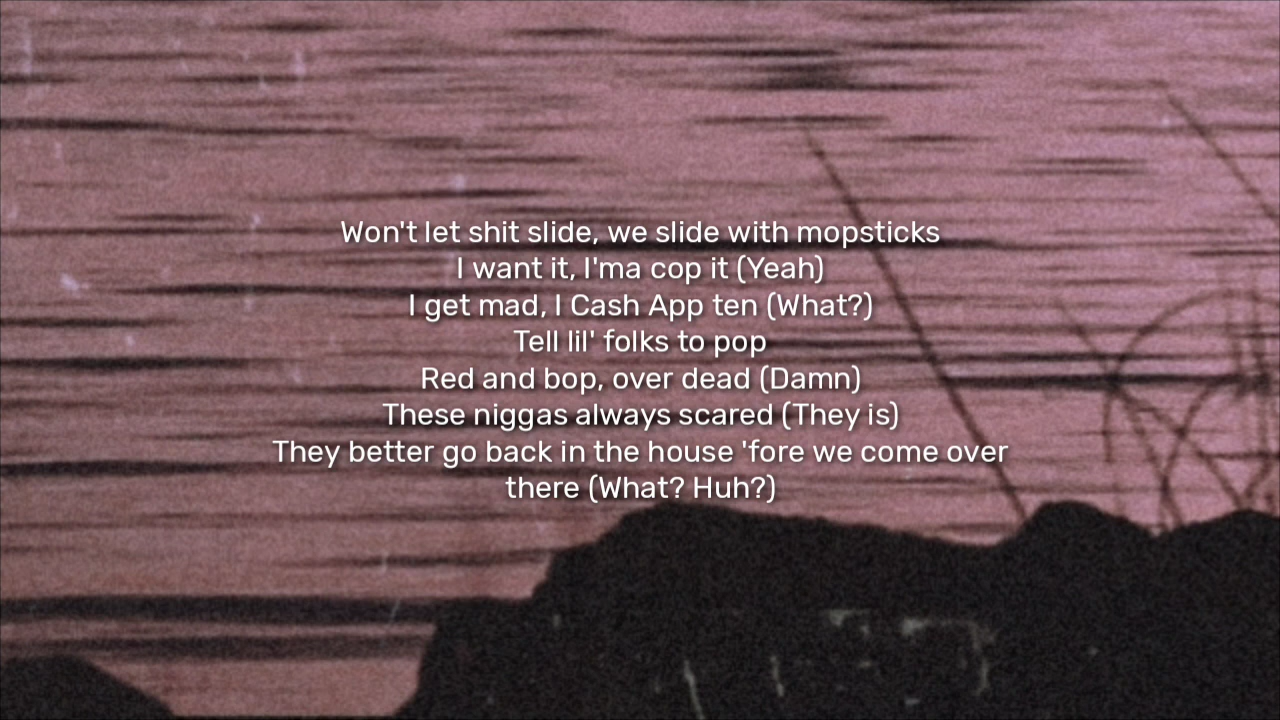 Won't let shit slide, we slide with mopsticks
I want it, I'ma cop it (Yeah)
I get mad, I Cash App ten (What?)
Tell lil' folks to pop
Red and bop, over dead (Damn)
These niggas always scared (They is)
They better go back in the house 'fore we come over
there (What? Huh?)